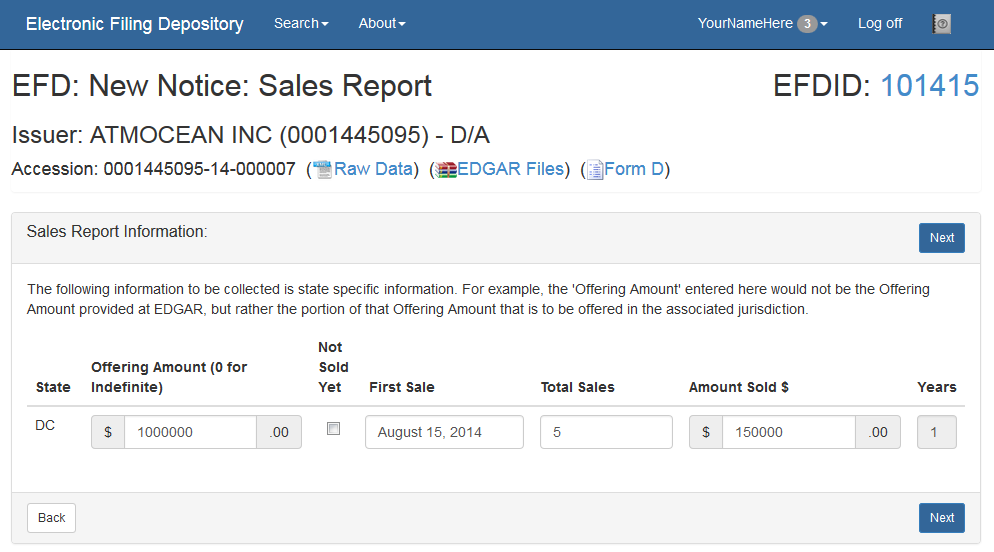 Electronic Filing Depository Search About YourNameHere 3 Log off
EFD: New Notice: Sales Report EFDID: 101415
Issuer: ATMOCEAN INC (0001445095) - D/A
Accession: 0001445095-14-000007 (Raw Data) (EDGAR Files) (Form D)
Sales Report Information: Next
The following information to be collected is state specific information. For example, the 'Offering Amount' entered here would not be the Offering
Amount provided at EDGAR, but rather the portion of that Offering Amount that is to be offered in the associated jurisdiction.
State Offering Amount (0 for Indefinite) Not Sold Yet First Sale Total Sales Amount Sold $ Years
DC $ 1000000 .00 August 15, 2014 5 $ 150000 .00 1
Back Next